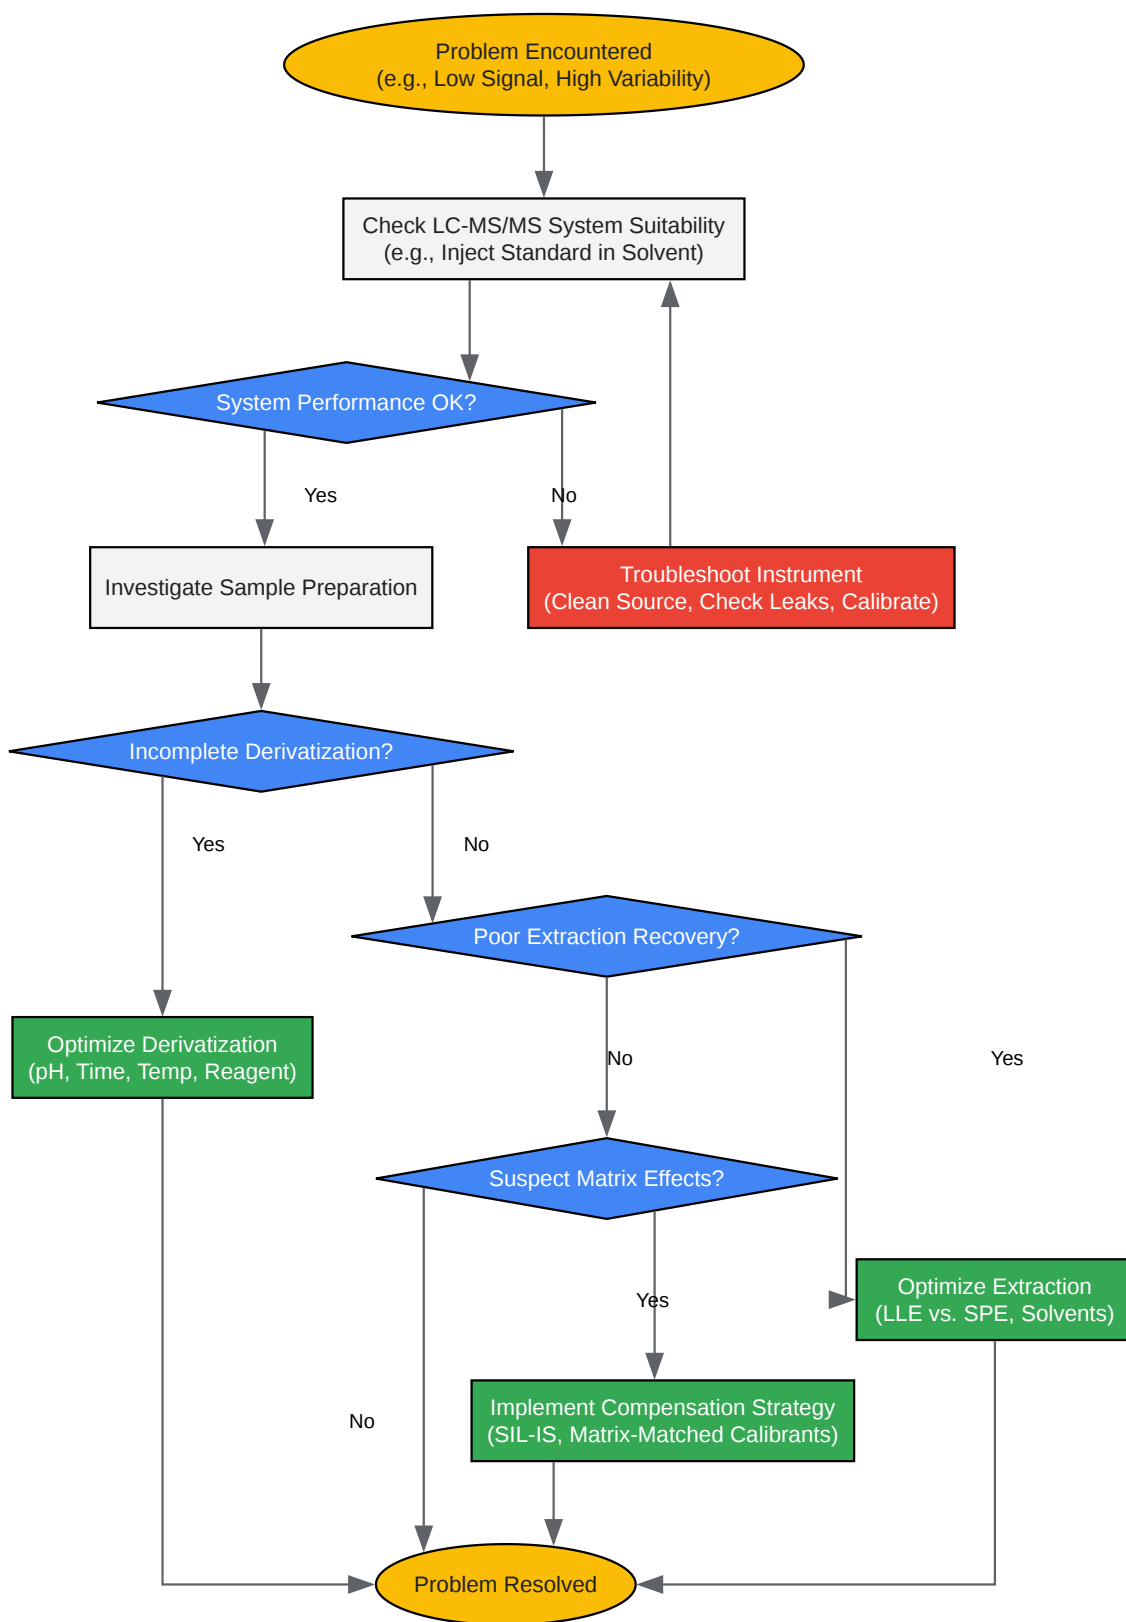 Problem Encountered
(e.g., Low Signal, High Variability)
Check LC-MS/MS System Suitability
(e.g., Inject Standard in Solvent)
System Performance OK?
Yes
No
Investigate Sample Preparation
Troubleshoot Instrument
(Clean Source, Check Leaks, Calibrate)
Incomplete Derivatization?
Yes
No
Poor Extraction Recovery?
Optimize Derivatization
(pH, Time, Temp, Reagent)
No
Yes
Suspect Matrix Effects?
Optimize Extraction
(LLE vs. SPE, Solvents)
Yes
Implement Compensation Strategy
(SIL-IS, Matrix-Matched Calibrants)
No
Problem Resolved